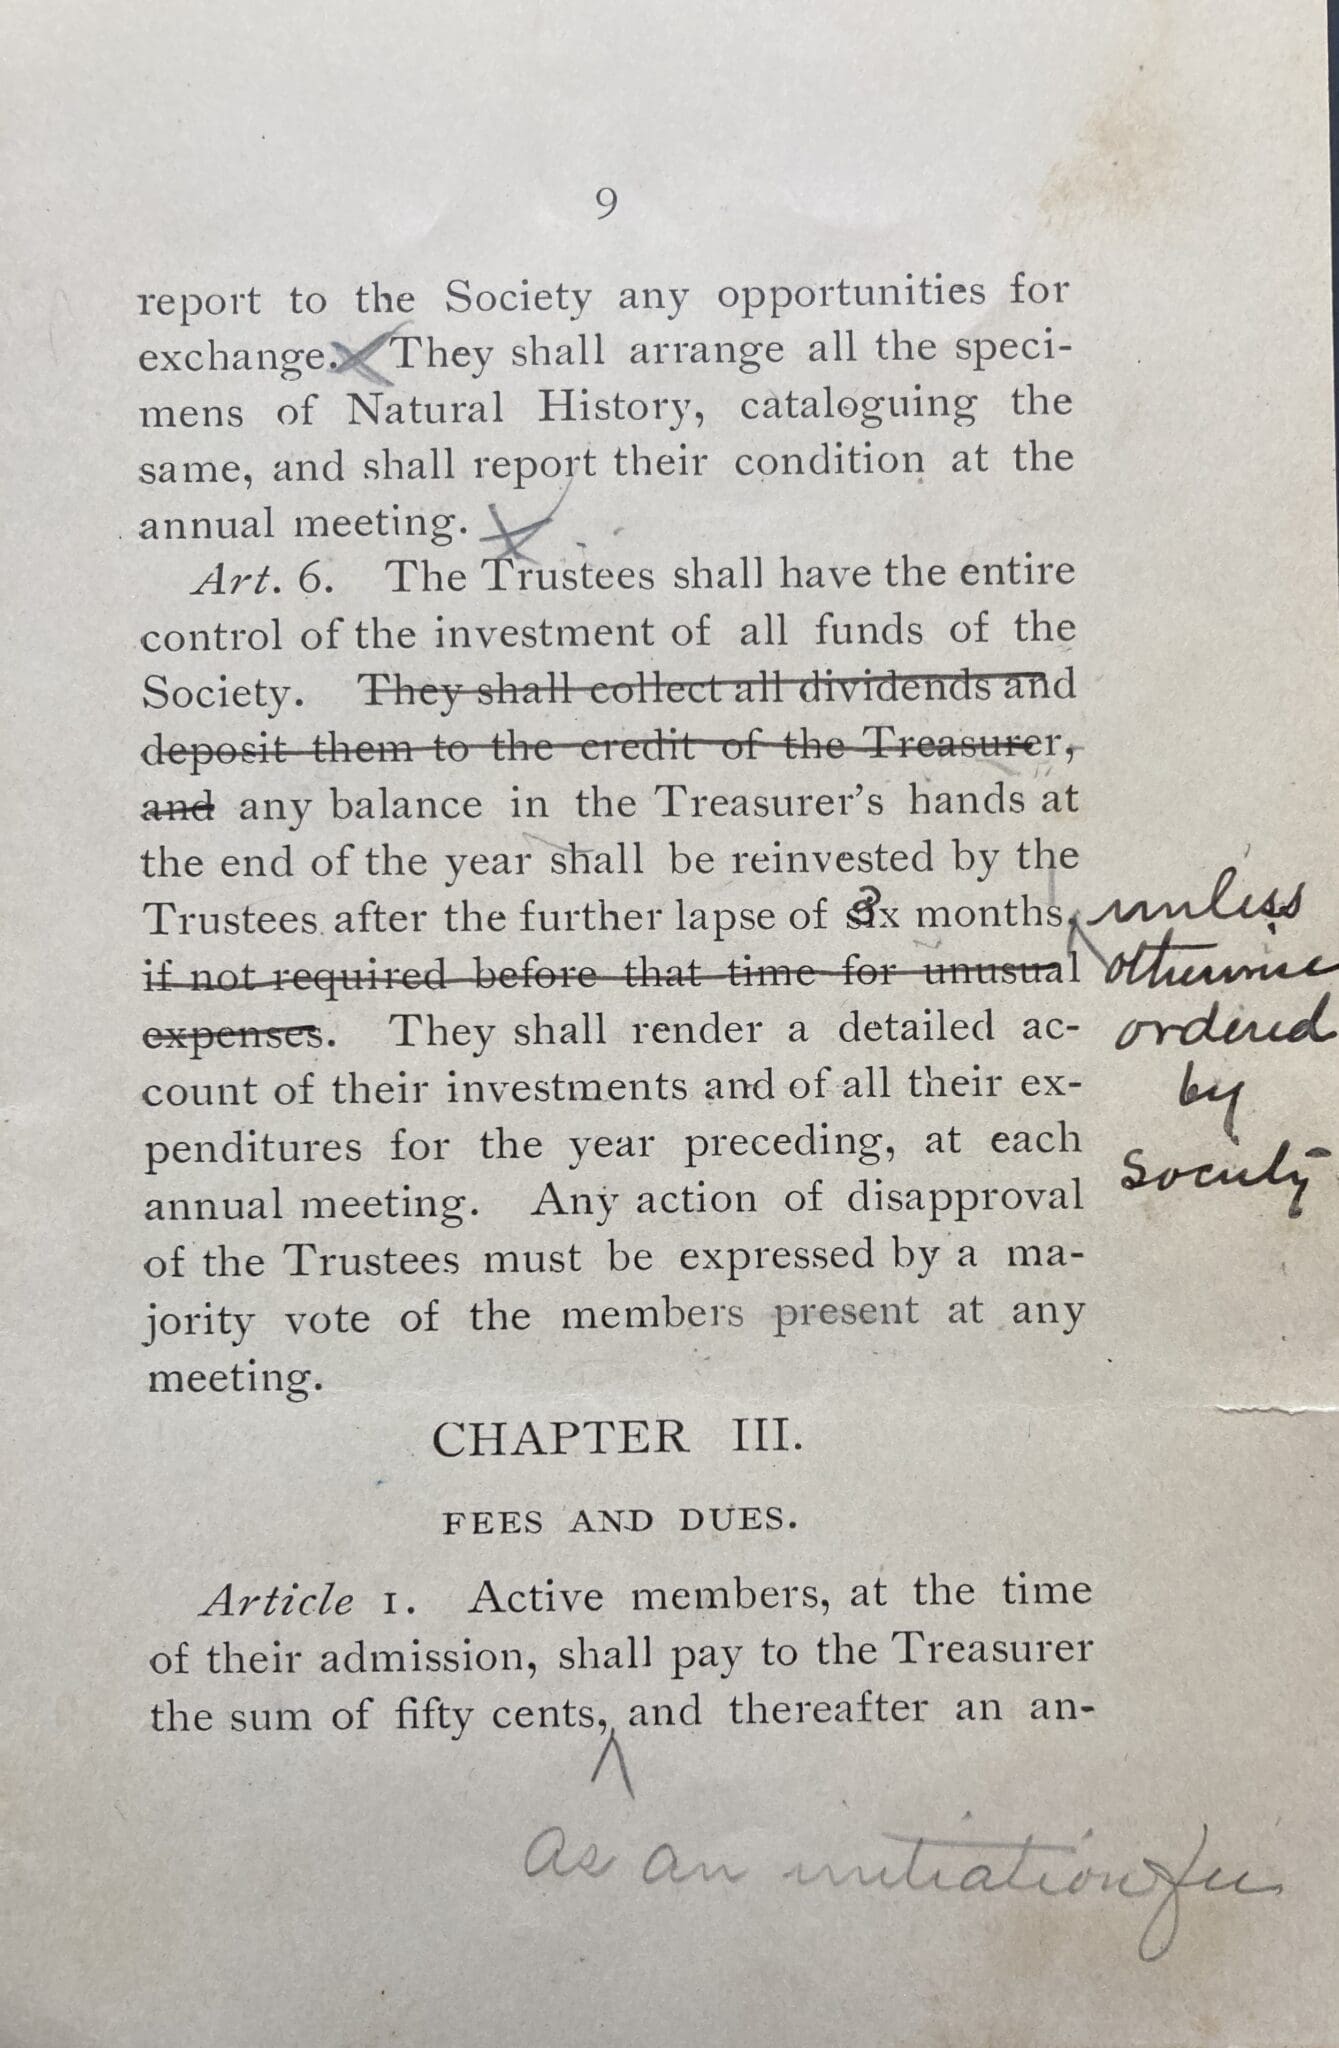 9
report to the Society any opportunities for
exchange. They shall arrange all the speci-
mens of Natural History, cataloguing the
same, and shall report their condition at the
annual meeting.
Art. 6. The Trustees shall have the entire
control of the investment of all funds of the
Society. They shall collect all dividends and
deposit them to the credit of the Treasurer,
and any balance in the Treasurer's hands at
the end of the year shall be reinvested by the
Trustees after the further lapse of six months,
if not required before that time for unusual
expenses. They shall render a detailed ac-
count of their investments and of all their ex-
penditures for the year preceding, at each
annual meeting. Any action of disapproval
of the Trustees must be expressed by a ma-
jority vote of the members present at any
meeting.
3
unless
otherwise
ordered
by
Society
CHAPTER III.
FEES AND DUES.
Article 1. Active members, at the time
of their admission, shall pay to the Treasurer
the sum of fifty cents, and thereafter an an-
As an initiation fee